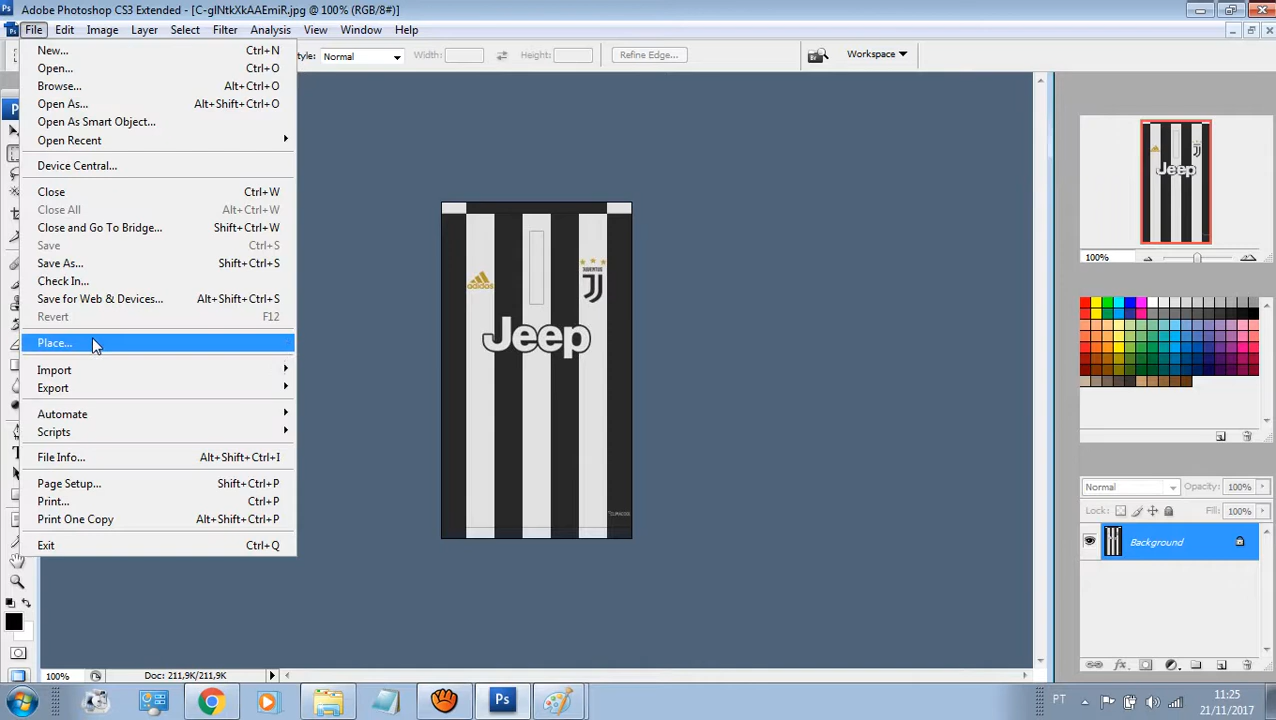 Adobe Photoshop CS3 Extended - [C-glNtkXkAAEmiR.jpg @ 100% (RGB/8#)]
File Edit Image Layer Select Filter Analysis View Window Help
Style: Normal Width: Height: Refine Edge... Workspace
New... Ctrl+N
Open... Ctrl+O
Browse... Alt+Ctrl+O
Open As... Alt+Shift+Ctrl+O
Open As Smart Object...
Open Recent
Device Central...
Close Ctrl+W
Close All Alt+Ctrl+W
Close and Go To Bridge... Shift+Ctrl+W
Save Ctrl+S
Save As... Shift+Ctrl+S
Check In...
Save for Web & Devices... Alt+Shift+Ctrl+S
Revert F12
Place...
Import
Export
Automate
Scripts
File Info... Alt+Shift+Ctrl+I
Page Setup... Shift+Ctrl+P
Print... Ctrl+P
Print One Copy Alt+Shift+Ctrl+P
Exit Ctrl+Q
adidas
JUVENTUS
Jeep
Jeep
100%
Normal Opacity: 100%
Lock: Fill: 100%
Background
100% Doc: 211,9K/211,9K
PT
11:25
21/11/2017